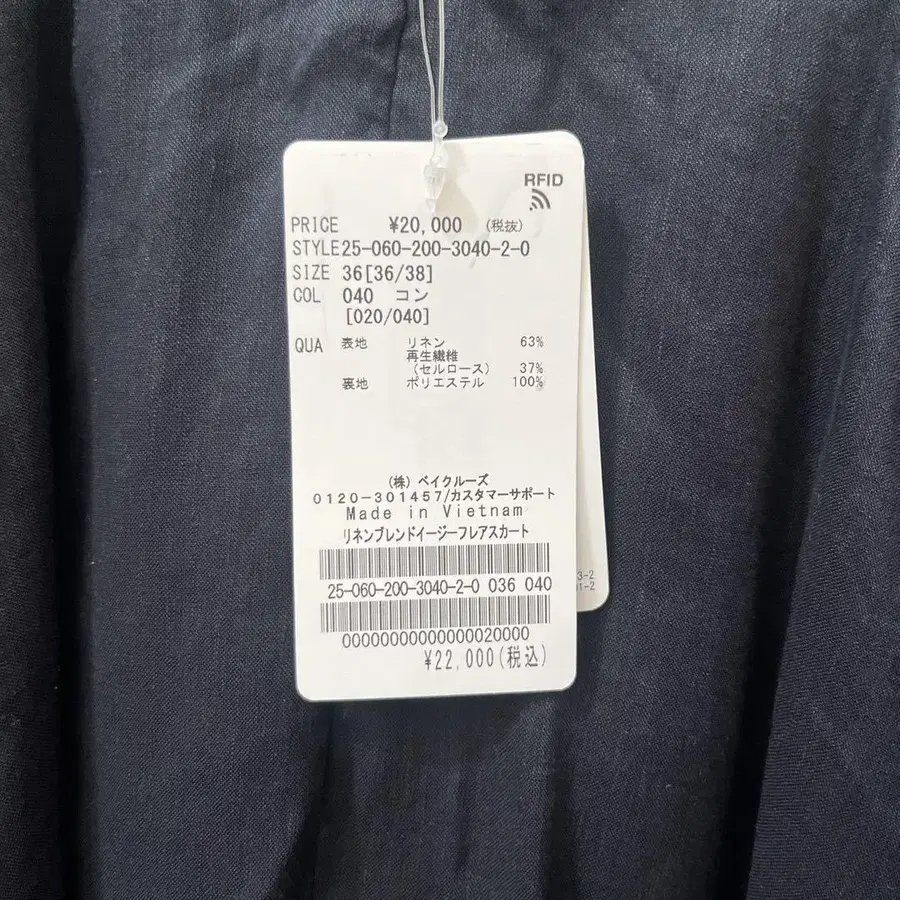 RFID
PRICE ¥20,000 (税抜)
STYLE25-060-200-3040-2-0
SIZE 36[36/38]
COL 040 コン
[020/040]
QUA 表地 リネン 63%
再生繊維
(セルロース) 37%
裏地 ポリエステル 100%
(株) ベイクルーズ
0120-301457/カスタマーサポート
Made in Vietnam
リネンブレンドイージーフレアスカート
25-060-200-3040-2-0 036 040
00000000000000020000
¥22,000(税込)
3-2
1-2